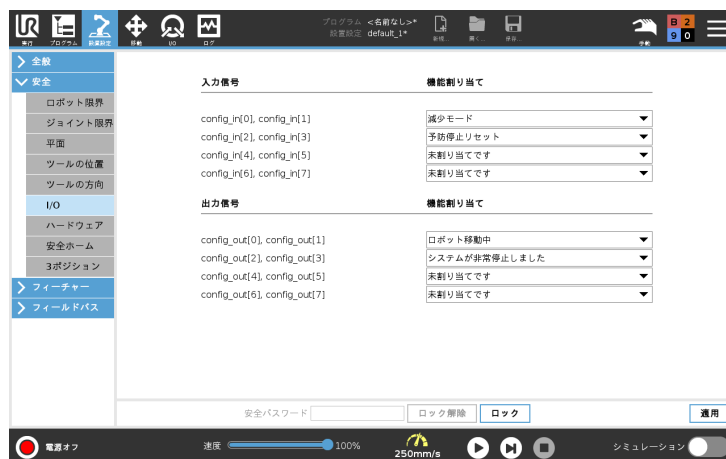 UR
実行
プログラム
設置設定
移動
I/O
ログ
プログラム <名前なし>*
設置設定 default_1*
新規...
開く...
保存...
手動
B 2
9 0
全般
安全
ロボット限界
ジョイント限界
平面
ツールの位置
ツールの方向
I/O
ハードウェア
安全ホーム
3ポジション
フィーチャー
フィールドバス
入力信号 機能割り当て
config_in[0], config_in[1] 減少モード
config_in[2], config_in[3] 予防停止リセット
config_in[4], config_in[5] 未割り当てです
config_in[6], config_in[7] 未割り当てです
出力信号 機能割り当て
config_out[0], config_out[1] ロボット移動中
config_out[2], config_out[3] システムが非常停止しました
config_out[4], config_out[5] 未割り当てです
config_out[6], config_out[7] 未割り当てです
安全パスワード ロック解除 ロック 適用
電源オフ 速度 100% 250mm/s シミュレーション